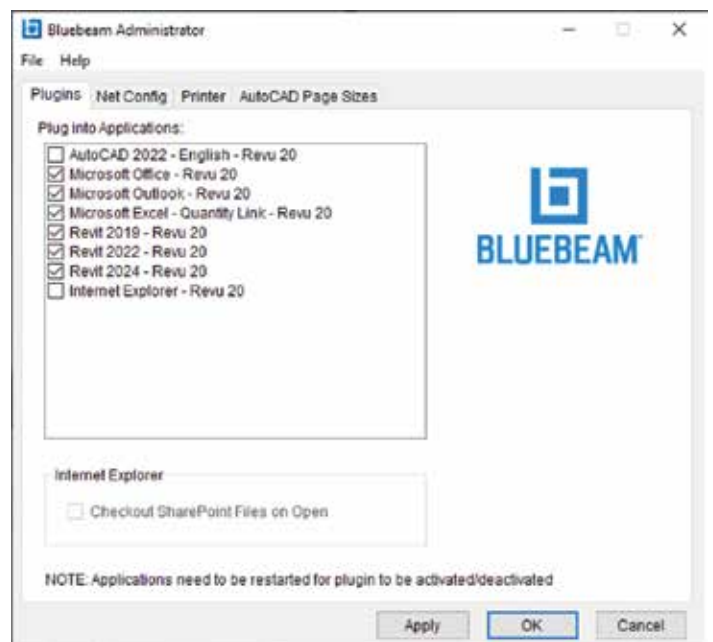 Bluebeam Administrator
File Help
Plugins Net Config Printer AutoCAD Page Sizes
Plug into Applications:
AutoCAD 2022 - English - Revu 20
Microsoft Office - Revu 20
Microsoft Outlook - Revu 20
Microsoft Excel - Quantity Link - Revu 20
Revit 2019 - Revu 20
Revit 2022 - Revu 20
Revit 2024 - Revu 20
Internet Explorer - Revu 20
BLUEBEAM
Internet Explorer
Checkout SharePoint Files on Open
NOTE: Applications need to be restarted for plugin to be activated/deactivated
Apply OK Cancel